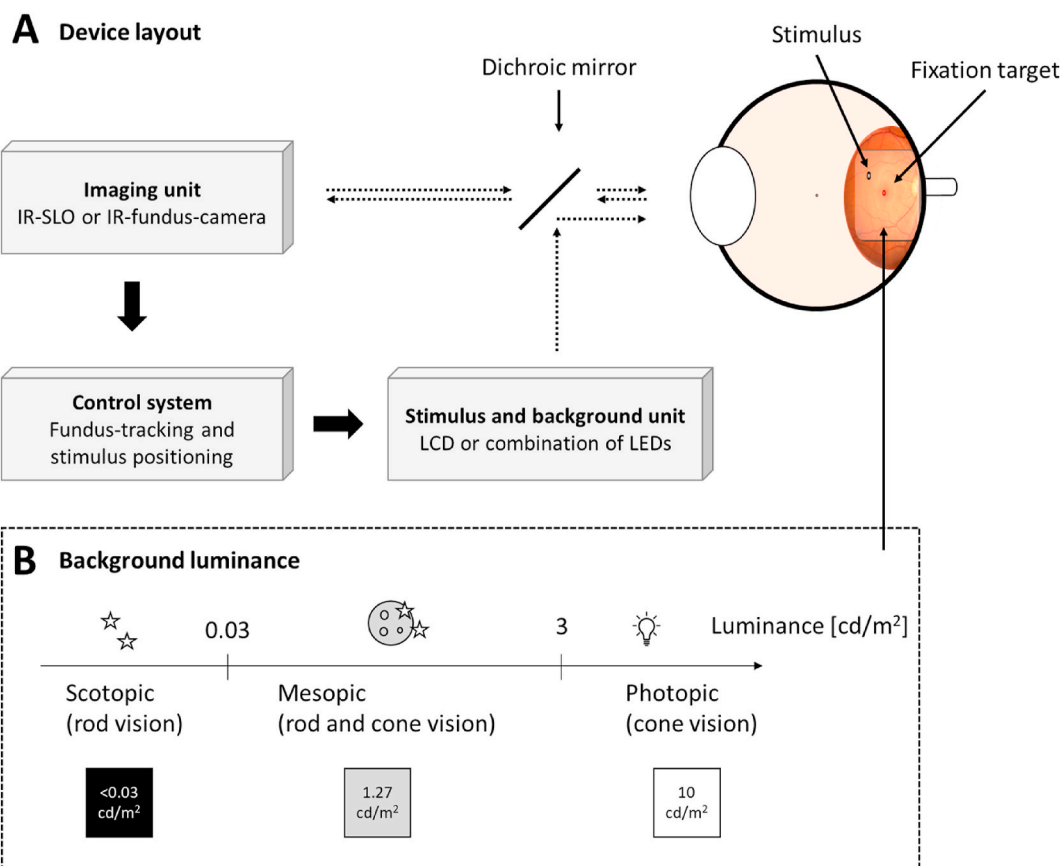 A Device layout
Stimulus
Dichroic mirror
Fixation target
Imaging unit
IR-SLO or IR-fundus-camera
Control system
Fundus-tracking and
stimulus positioning
Stimulus and background unit
LCD or combination of LEDs
B Background luminance
0.03
3
Luminance [cd/m²]
Scotopic
(rod vision)
Mesopic
(rod and cone vision)
Photopic
(cone vision)
<0.03
cd/m²
1.27
cd/m²
10
cd/m²